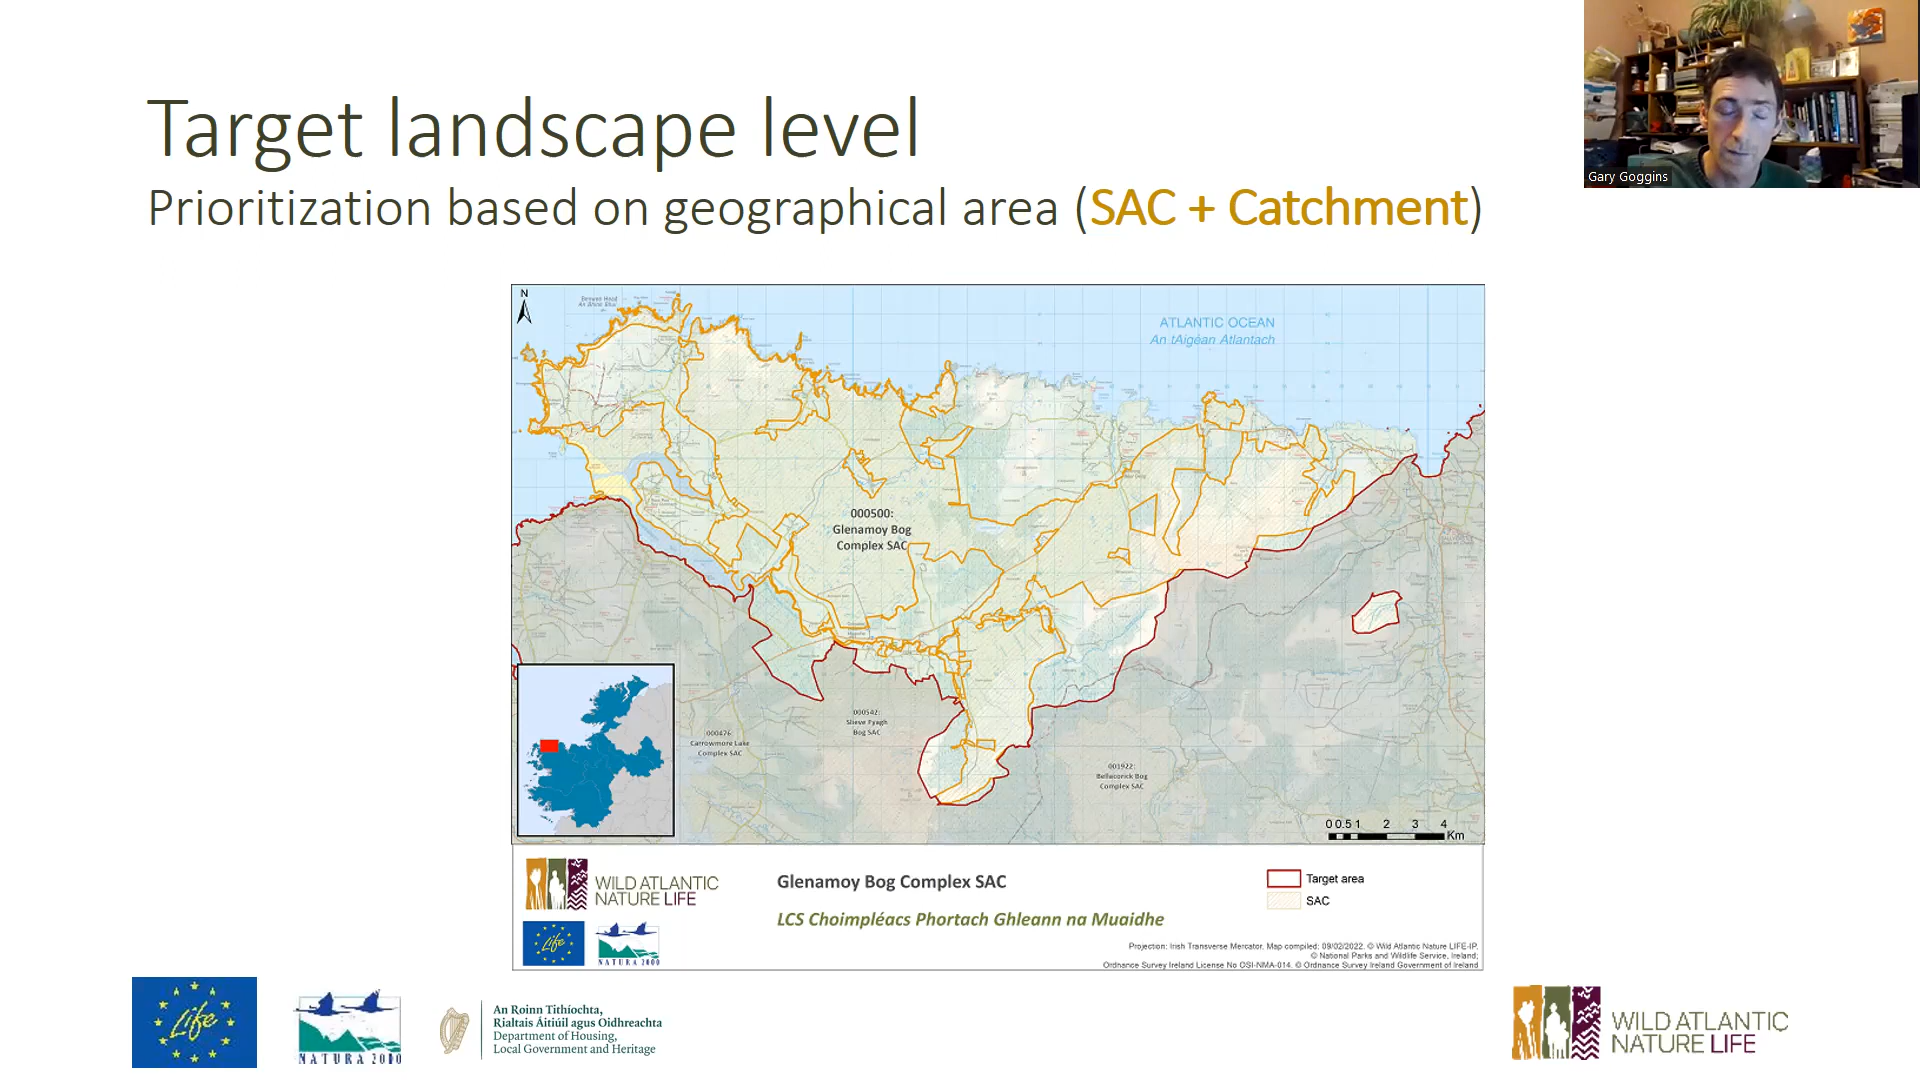 Target landscape level
Prioritization based on geographical area (SAC + Catchment)
Gary Goggins
N
ATLANTIC OCEAN
An tAigéan Atlantach
000500:
Glenamoy Bog
Complex SAC
000542:
Slieve Fyagh
Bog SAC
000476:
Carrowmore Lake
Complex SAC
001922:
Bellacorick Bog
Complex SAC
0 0.5 1 2 3 4
Km
WILD ATLANTIC
NATURE LIFE
Life
NATURA 2000
Glenamoy Bog Complex SAC
LCS Choimpléacs Phortach Ghleann na Muaidhe
Target area
SAC
Projection: Irish Transverse Mercator. Map compiled: 09/02/2022. © Wild Atlantic Nature LIFE-IP.
© National Parks and Wildlife Service, Ireland;
Ordnance Survey Ireland License No OSI-NMA-014. © Ordnance Survey Ireland Government of Ireland
Life
NATURA 2000
An Roinn Tithíochta,
Rialtais Áitiúil agus Oidhreachta
Department of Housing,
Local Government and Heritage
WILD ATLANTIC
NATURE LIFE